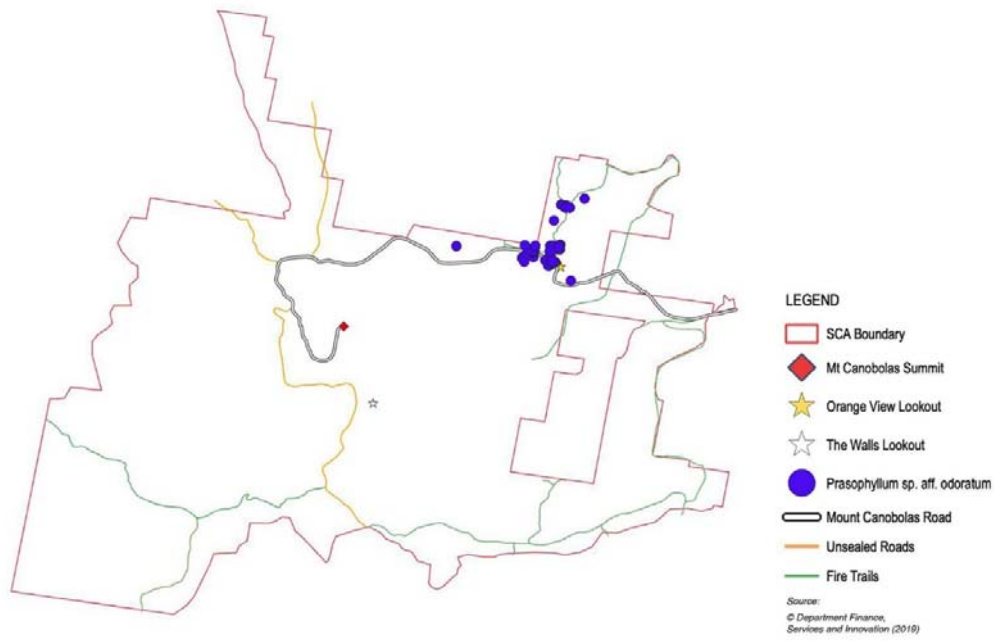 LEGEND
SCA Boundary
Mt Canobolas Summit
Orange View Lookout
The Walls Lookout
Prasophyllum sp. aff. odoratum
Mount Canobolas Road
Unsealed Roads
Fire Trails
Source:
© Department Finance,
Services and Innovation (2019)